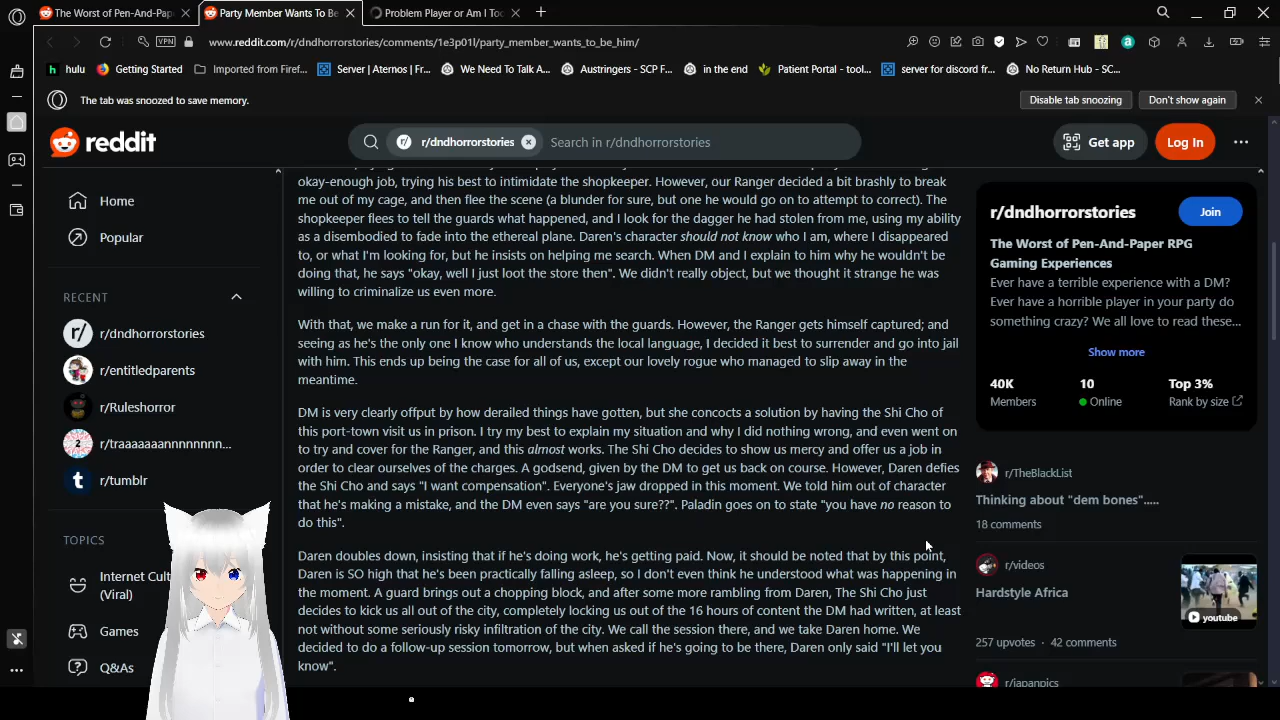 The Worst of Pen-And-Pap
Party Member Wants To Be
Problem Player or Am I Too
VPN
www.reddit.com/r/dndhorrorstories/comments/1e3p01l/party_member_wants_to_be_him/
hulu
Getting Started
Imported from Firef...
Server | Aternos | Fr...
We Need To Talk A...
Austringers - SCP F...
in the end
Patient Portal - tool...
server for discord fr...
No Return Hub - SC...
The tab was snoozed to save memory.
Disable tab snoozing
Don't show again
reddit
r/dndhorrorstories
Search in r/dndhorrorstories
Get app
Log In
Home
Popular
RECENT
r/dndhorrorstories
r/entitledparents
r/Ruleshorror
r/traaaaaaannnnnnnn...
r/tumblr
TOPICS
Internet Cult
(Viral)
Games
Q&As
okay-enough job, trying his best to intimidate the shopkeeper. However, our Ranger decided a bit brashly to break
me out of my cage, and then flee the scene (a blunder for sure, but one he would go on to attempt to correct). The
shopkeeper flees to tell the guards what happened, and I look for the dagger he had stolen from me, using my ability
as a disembodied to fade into the ethereal plane. Daren's character should not know who I am, where I disappeared
to, or what I'm looking for, but he insists on helping me search. When DM and I explain to him why he wouldn't be
doing that, he says "okay, well I just loot the store then". We didn't really object, but we thought it strange he was
willing to criminalize us even more.
With that, we make a run for it, and get in a chase with the guards. However, the Ranger gets himself captured; and
seeing as he's the only one I know who understands the local language, I decided it best to surrender and go into jail
with him. This ends up being the case for all of us, except our lovely rogue who managed to slip away in the
meantime.
DM is very clearly offput by how derailed things have gotten, but she concocts a solution by having the Shi Cho of
this port-town visit us in prison. I try my best to explain my situation and why I did nothing wrong, and even went on
to try and cover for the Ranger, and this almost works. The Shi Cho decides to show us mercy and offer us a job in
order to clear ourselves of the charges. A godsend, given by the DM to get us back on course. However, Daren defies
the Shi Cho and says "I want compensation". Everyone's jaw dropped in this moment. We told him out of character
that he's making a mistake, and the DM even says "are you sure??". Paladin goes on to state "you have no reason to
do this".
Daren doubles down, insisting that if he's doing work, he's getting paid. Now, it should be noted that by this point,
Daren is SO high that he's been practically falling asleep, so I don't even think he understood what was happening in
the moment. A guard brings out a chopping block, and after some more rambling from Daren, The Shi Cho just
decides to kick us all out of the city, completely locking us out of the 16 hours of content the DM had written, at least
not without some seriously risky infiltration of the city. We call the session there, and we take Daren home. We
decided to do a follow-up session tomorrow, but when asked if he's going to be there, Daren only said "I'll let you
know".
r/dndhorrorstories
Join
The Worst of Pen-And-Paper RPG
Gaming Experiences
Ever have a terrible experience with a DM?
Ever have a horrible player in your party do
something crazy? We all love to read these...
Show more
40K
Members
10
Online
Top 3%
Rank by size
r/TheBlackList
Thinking about "dem bones".....
18 comments
r/videos
Hardstyle Africa
youtube
257 upvotes · 42 comments
r/japanpics